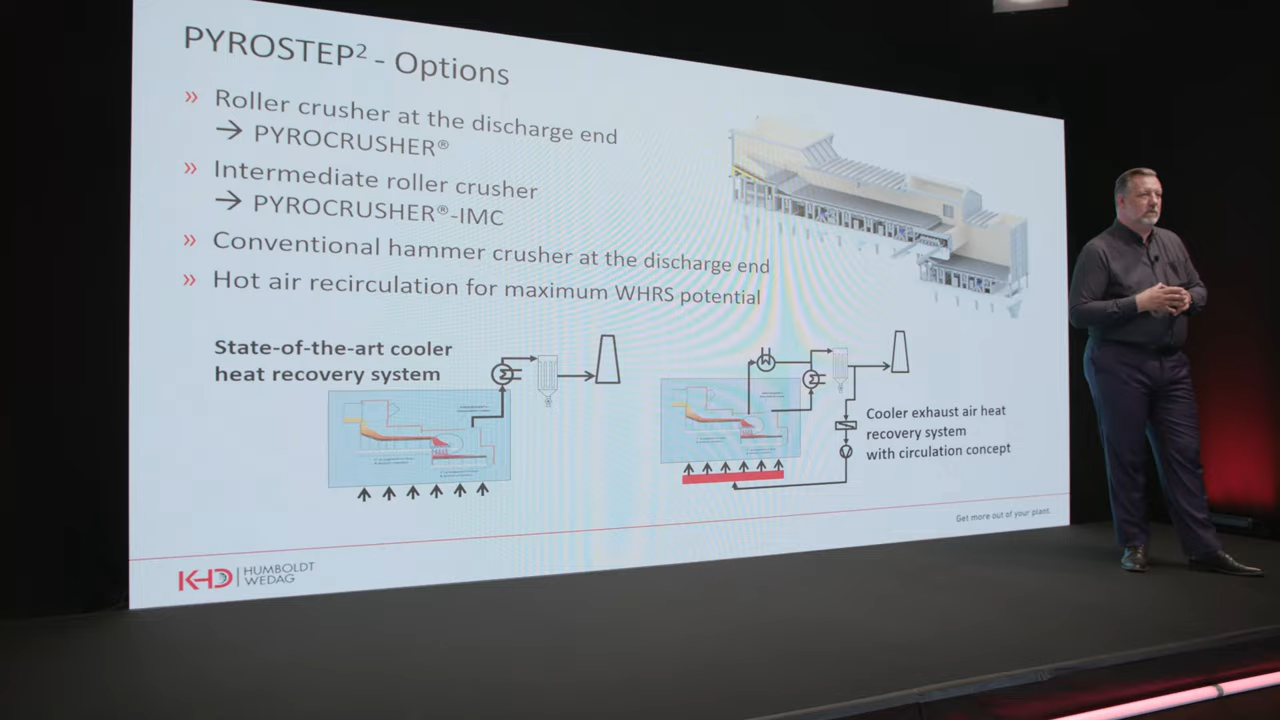 PYROSTEP² - Options
» Roller crusher at the discharge end
→ PYROCRUSHER®
» Intermediate roller crusher
→ PYROCRUSHER®-IMC
» Conventional hammer crusher at the discharge end
» Hot air recirculation for maximum WHRS potential
State-of-the-art cooler
heat recovery system
Cooler exhaust air heat
recovery system
with circulation concept
Get more out of your plant.
KHD HUMBOLDT
WEDAG